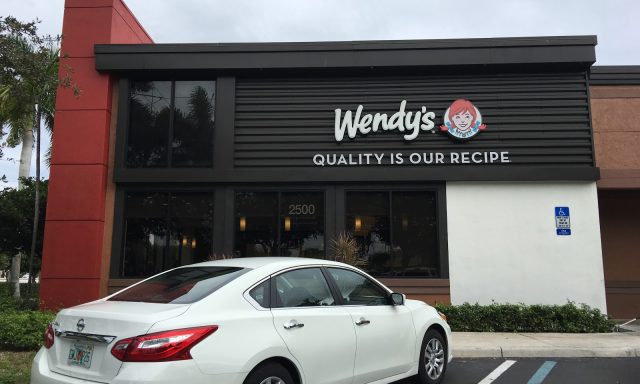 Wendy's
QUALITY IS OUR RECIPE
2500